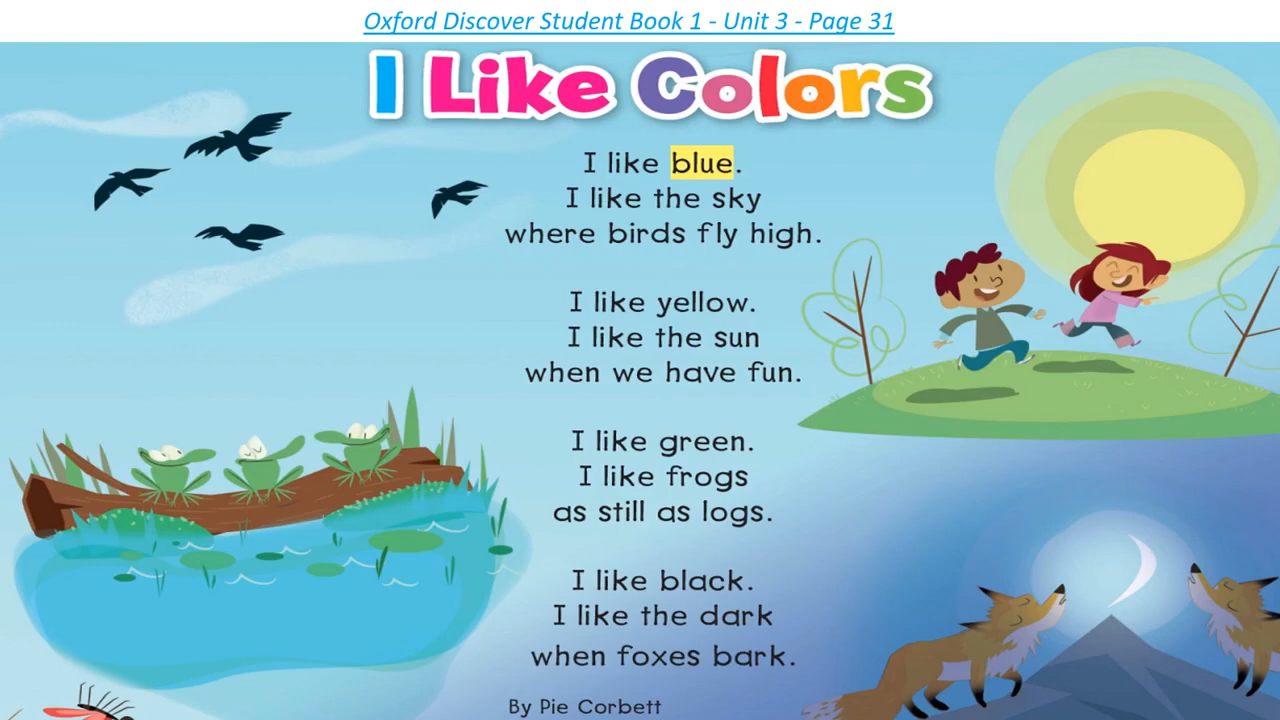 Oxford Discover Student Book 1 - Unit 3 - Page 31
I Like Colors
I like blue.
I like the sky
where birds fly high.
I like yellow.
I like the sun
when we have fun.
I like green.
I like frogs
as still as logs.
I like black.
I like the dark
when foxes bark.
By Pie Corbett